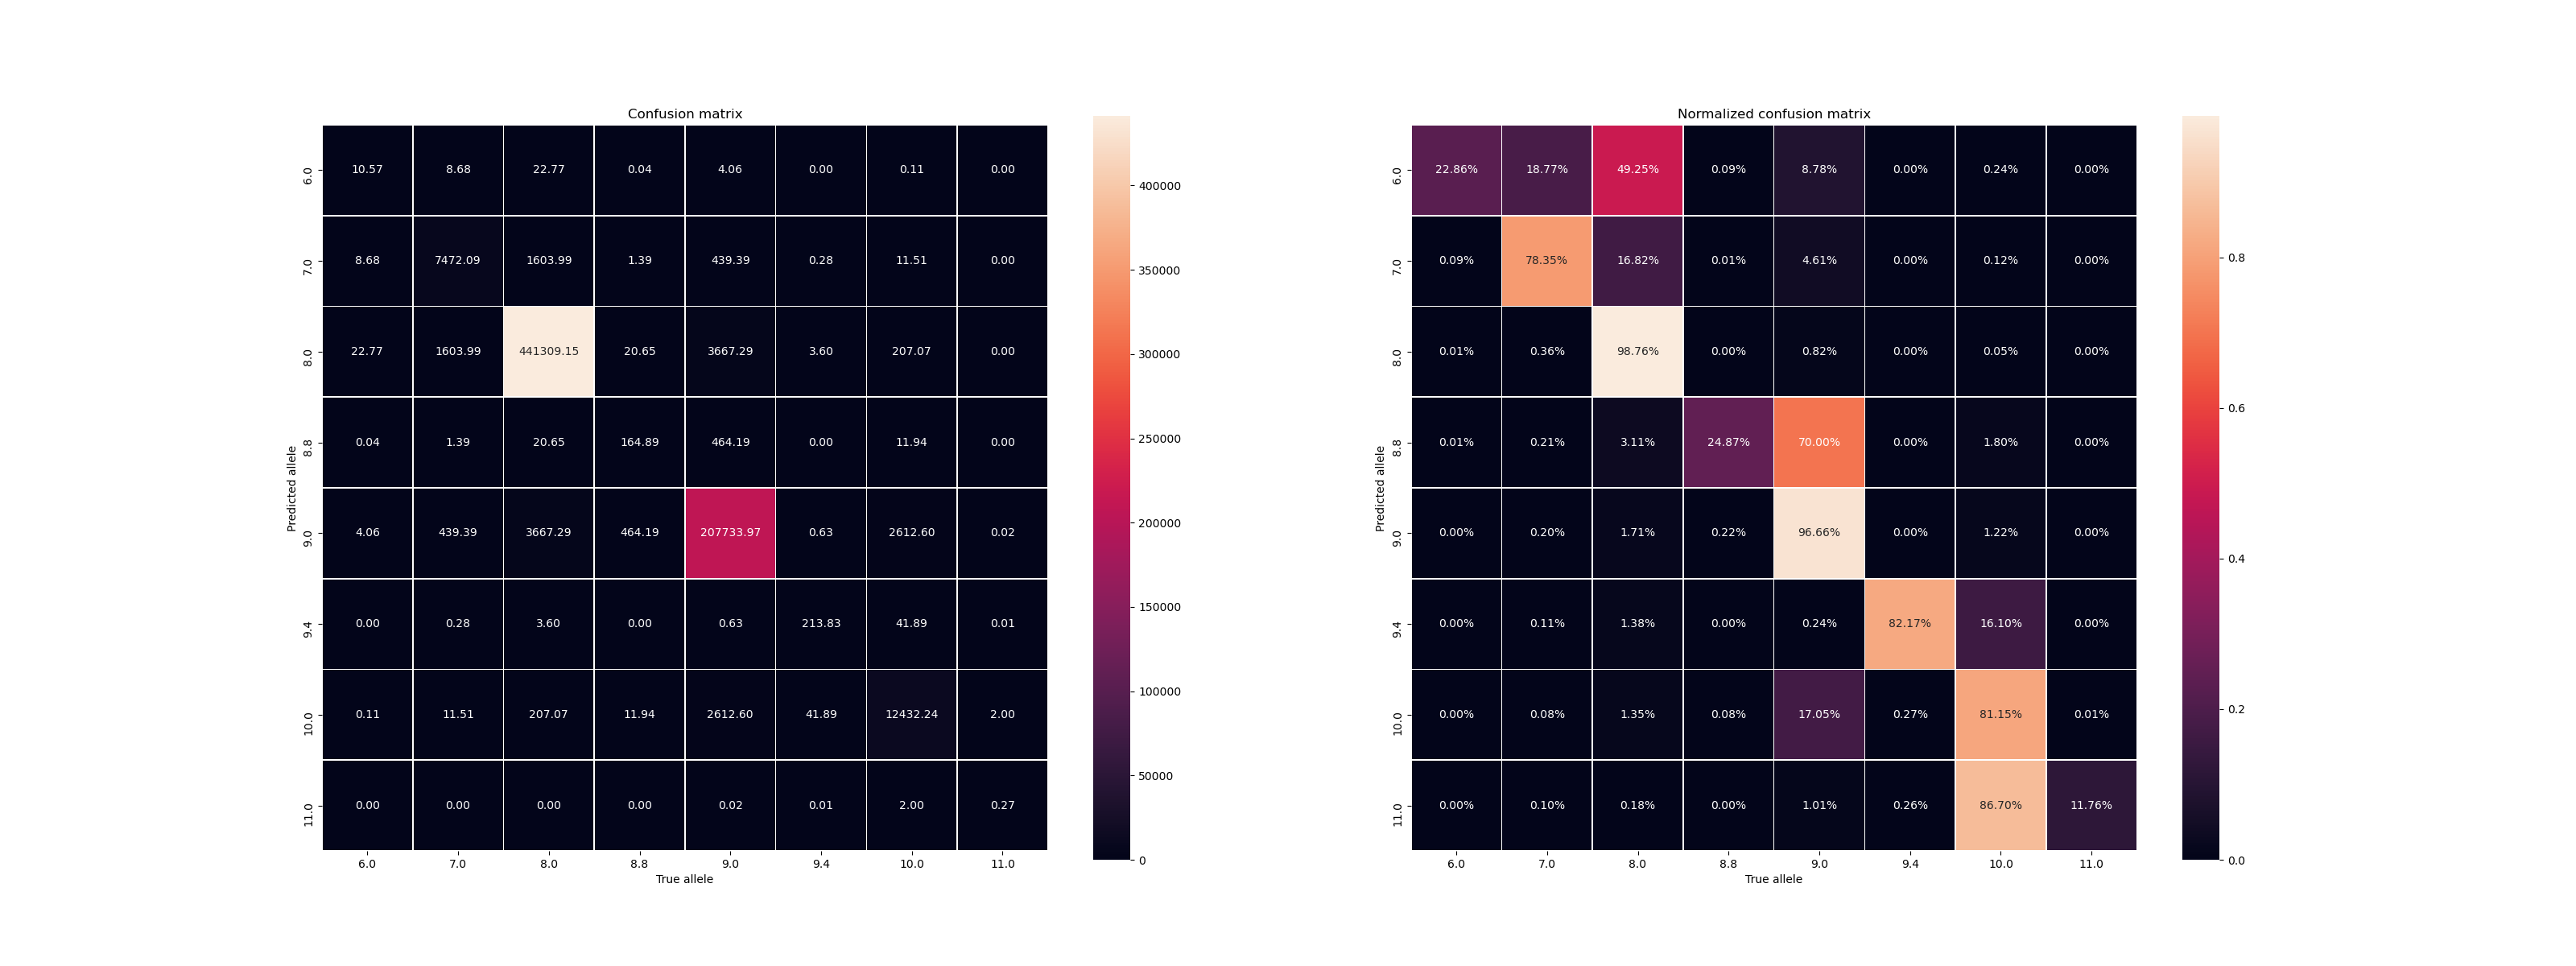 Confusion matrix
6.0 10.57 8.68 22.77 0.04 4.06 0.00 0.11 0.00
7.0 8.68 7472.09 1603.99 1.39 439.39 0.28 11.51 0.00
8.0 22.77 1603.99 441309.15 20.65 3667.29 3.60 207.07 0.00
8.8 0.04 1.39 20.65 164.89 464.19 0.00 11.94 0.00
9.0 4.06 439.39 3667.29 464.19 207733.97 0.63 2612.60 0.02
9.4 0.00 0.28 3.60 0.00 0.63 213.83 41.89 0.01
10.0 0.11 11.51 207.07 11.94 2612.60 41.89 12432.24 2.00
11.0 0.00 0.00 0.00 0.00 0.02 0.01 2.00 0.27
6.0 7.0 8.0 8.8 9.0 9.4 10.0 11.0
Predicted allele
True allele
400000
350000
300000
250000
200000
150000
100000
50000
0
Normalized confusion matrix
6.0 22.86% 18.77% 49.25% 0.09% 8.78% 0.00% 0.24% 0.00%
7.0 0.09% 78.35% 16.82% 0.01% 4.61% 0.00% 0.12% 0.00%
8.0 0.01% 0.36% 98.76% 0.00% 0.82% 0.00% 0.05% 0.00%
8.8 0.01% 0.21% 3.11% 24.87% 70.00% 0.00% 1.80% 0.00%
9.0 0.00% 0.20% 1.71% 0.22% 96.66% 0.00% 1.22% 0.00%
9.4 0.00% 0.11% 1.38% 0.00% 0.24% 82.17% 16.10% 0.00%
10.0 0.00% 0.08% 1.35% 0.08% 17.05% 0.27% 81.15% 0.01%
11.0 0.00% 0.10% 0.18% 0.00% 1.01% 0.26% 86.70% 11.76%
6.0 7.0 8.0 8.8 9.0 9.4 10.0 11.0
Predicted allele
True allele
0.8
0.6
0.4
0.2
0.0